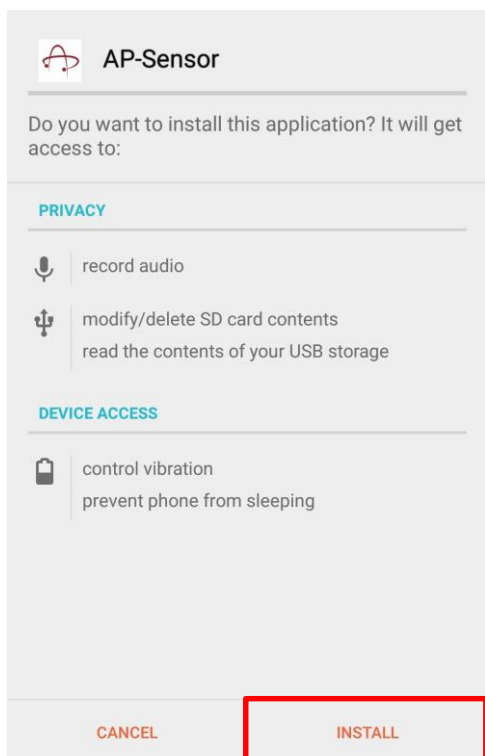 AP-Sensor
Do you want to install this application? It will get
access to:
PRIVACY
record audio
modify/delete SD card contents
read the contents of your USB storage
DEVICE ACCESS
control vibration
prevent phone from sleeping
CANCEL INSTALL